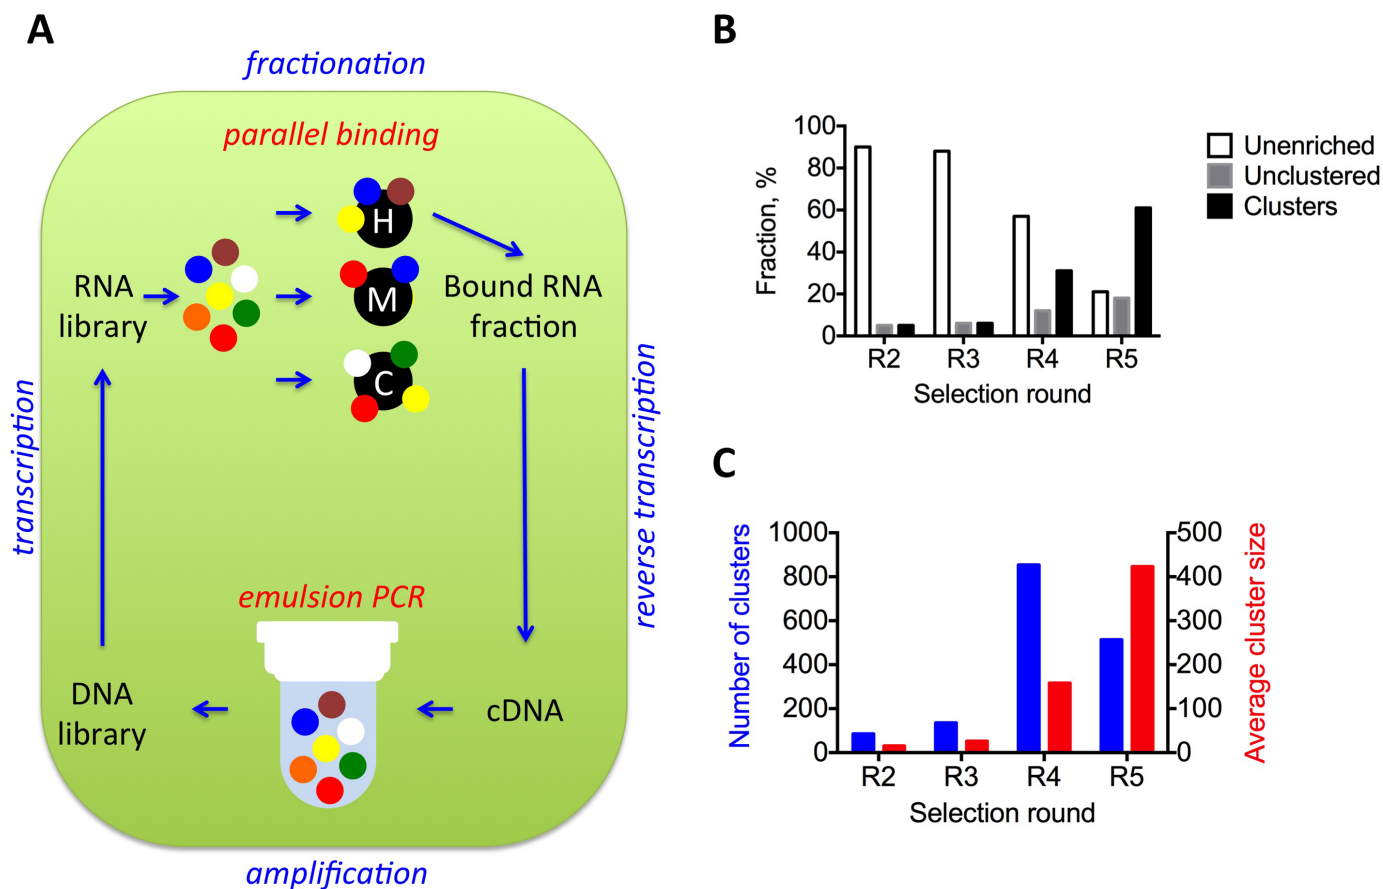 A
fractionation
parallel binding
H
M
C
RNA
library
Bound RNA
fraction
transcription
reverse transcription
emulsion PCR
DNA
library
cDNA
amplification
B
100
80
60
40
20
0
Fraction, %
R2 R3 R4 R5
Selection round
Unenriched
Unclustered
Clusters
C
1000
800
600
400
200
0
Number of clusters
500
400
300
200
100
0
Average cluster size
R2 R3 R4 R5
Selection round